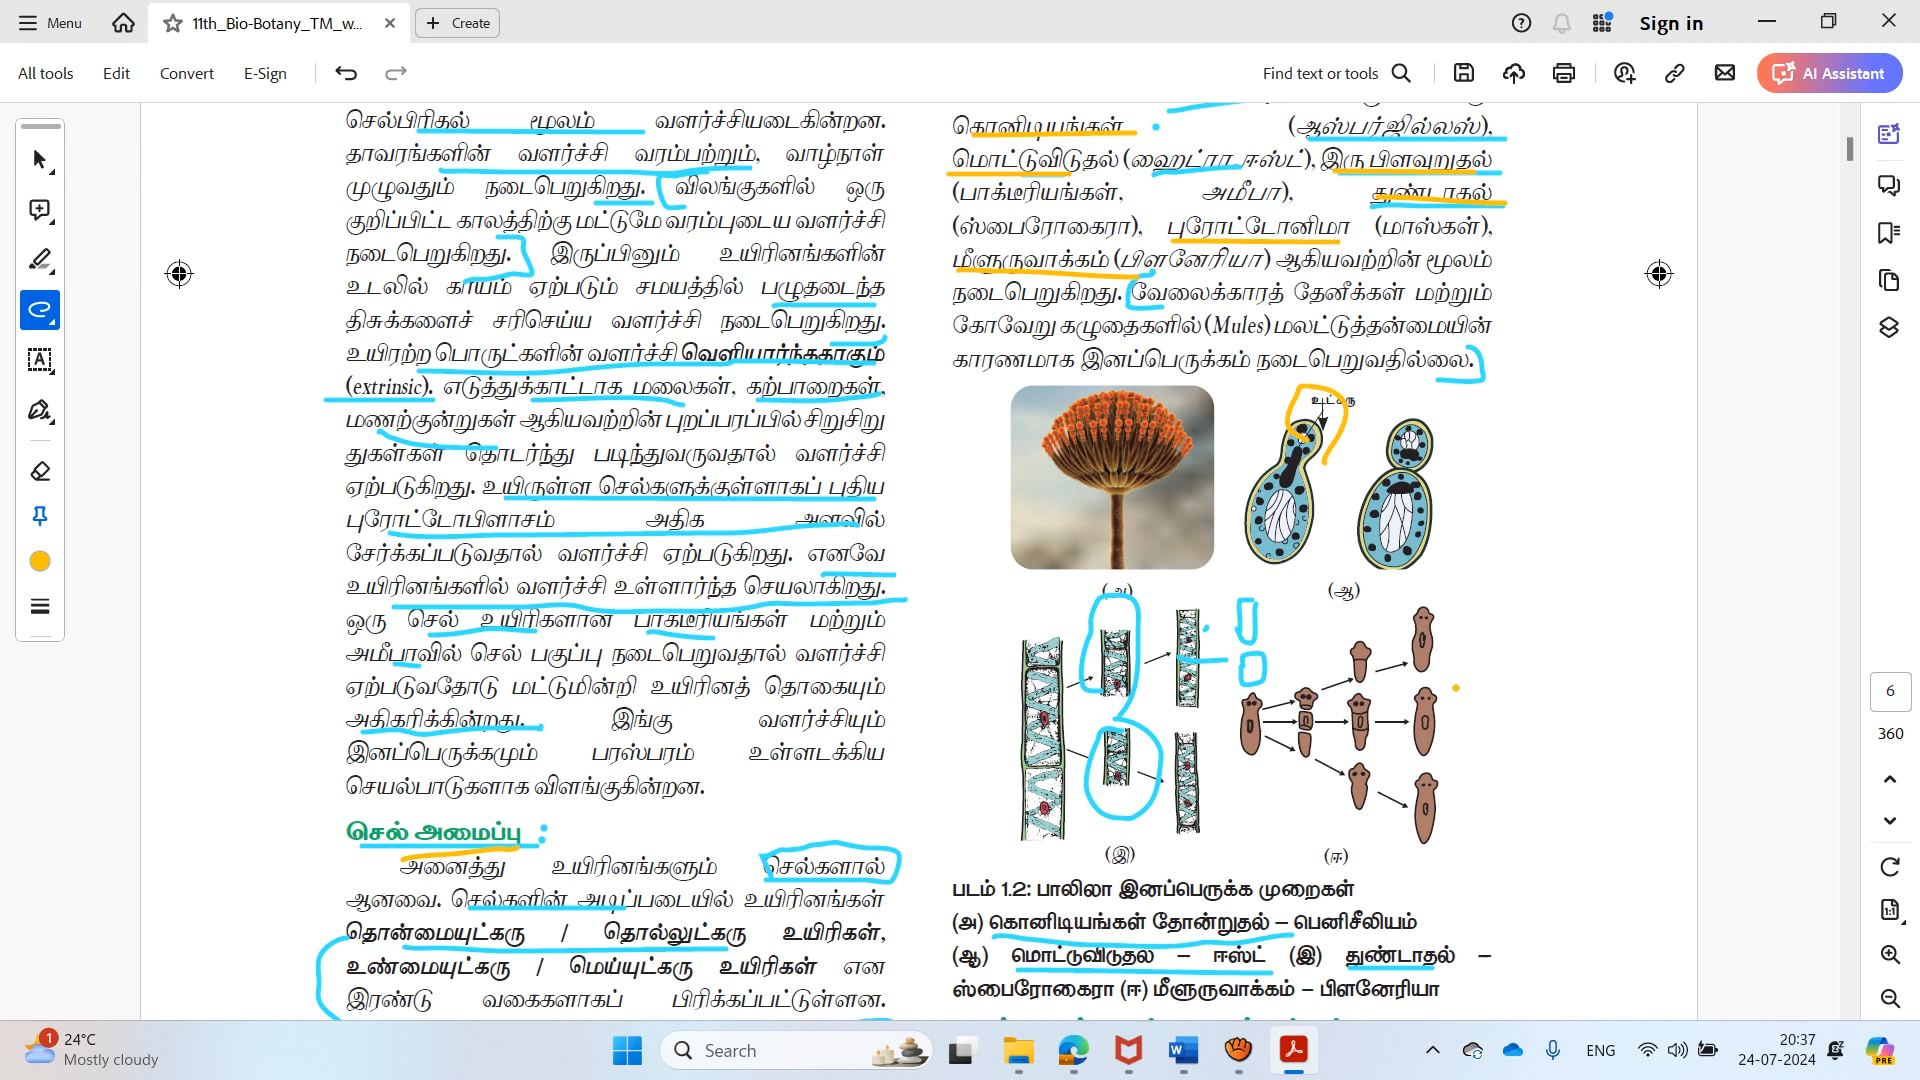 Menu
11th_Bio-Botany_TM_w...
Create
Sign in
All tools
Edit
Convert
E-Sign
Find text or tools
AI Assistant
செல்பிரிகல் மூலம் வளர்ச்சியடைகின்றன.
தாவரங்களின் வளர்ச்சி வரம்பற்றும், வாழ்நாள்
முழுவதும் நடைபெறுகிறது. விலங்குகளில் ஒரு
குறிப்பிட்ட காலத்திற்கு மட்டுமே வரம்புடைய வளர்ச்சி
நடைபெறுகிறது. இருப்பினும் உயிரினங்களின்
உடலில் காயம் ஏற்படும் சமயத்தில் பழுதடைந்த
திசுக்களைச் சரிசெய்ய வளர்ச்சி நடைபெறுகிறது.
உயிரற்ற பொருட்களின் வளர்ச்சி வெளியார்ந்ததாகும்
(extrinsic). எடுத்துக்காட்டாக மலைகள், கற்பாறைகள்,
மணற்குன்றுகள் ஆகியவற்றின் புறப்பரப்பில் சிறுசிறு
துகள்கள் தொடர்ந்து படிந்துவருவதால் வளர்ச்சி
ஏற்படுகிறது. உயிருள்ள செல்களுக்குள்ளாகப் புதிய
புரோட்டோபிளாசம் அதிக அளவில்
சேர்க்கப்படுவதால் வளர்ச்சி ஏற்படுகிறது. எனவே
உயிரினங்களில் வளர்ச்சி உள்ளார்ந்த செயலாகிறது.
ஒரு செல் உயிரிகளான பாக்டீரியங்கள் மற்றும்
அமீபாவில் செல் பகுப்பு நடைபெறுவதால் வளர்ச்சி
ஏற்படுவதோடு மட்டுமின்றி உயிரினத் தொகையும்
அதிகரிக்கின்றது. இங்கு வளர்ச்சியும்
இனப்பெருக்கமும் பரஸ்பரம் உள்ளடக்கிய
செயல்பாடுகளாக விளங்குகின்றன.
செல் அமைப்பு :
அனைத்து உயிரினங்களும் செல்களால்
ஆனவை. செல்களின் அடிப்படையில் உயிரினங்கள்
தொன்மையுட்கரு / தொல்லுட்கரு உயிரிகள்,
உண்மையுட்கரு / மெய்யுட்கரு உயிரிகள் என
இரண்டு வகைகளாகப் பிரிக்கப்பட்டுள்ளன.
கொனிடியங்கள் (ஆஸ்பர்ஜில்லஸ்),
மொட்டுவிடுதல் (ஹைட்ரா, ஈஸ்ட்), இரு பிளவுறுதல்
(பாக்டீரியங்கள், அமீபா), துண்டாதல்
(ஸ்பைரோகைரா), புரோட்டோனிமா (மாஸ்கள்),
மீளுருவாக்கம் (பிளனேரியா) ஆகியவற்றின் மூலம்
நடைபெறுகிறது. வேலைக்காரத் தேனீக்கள் மற்றும்
கோவேறு கழுதைகளில் (Mules) மலட்டுத்தன்மையின்
காரணமாக இனப்பெருக்கம் நடைபெறுவதில்லை.
உட்கரு
(அ)
(ஆ)
(இ)
(ஈ)
படம் 1.2: பாலிலா இனப்பெருக்க முறைகள்
(அ) கொனிடியங்கள் தோன்றுதல் – பெனிசீலியம்
(ஆ) மொட்டுவிடுதல் – ஈஸ்ட் (இ) துண்டாதல் –
ஸ்பைரோகைரா (ஈ) மீளுருவாக்கம் – பிளனேரியா
6
360
1
24°C
Mostly cloudy
Search
ENG
20:37
24-07-2024
PRE